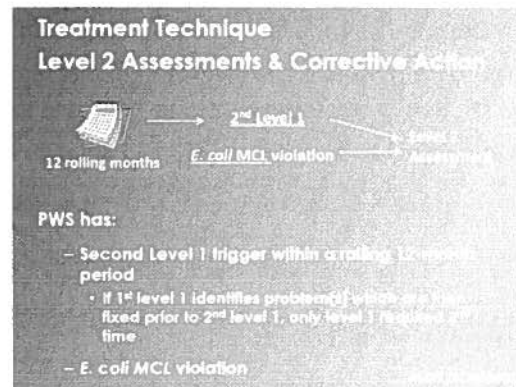 Treatment Technique
Level 2 Assessments & Corrective Action
2nd Level 1
E. coli MCL violation
Assessment
12 rolling months
PWS has:
– Second Level 1 trigger within a rolling 12
period
• If 1st level 1 identifies problem(s) which
fixed prior to 2nd level 1, only level 1 required
time
– E. coli MCL violation